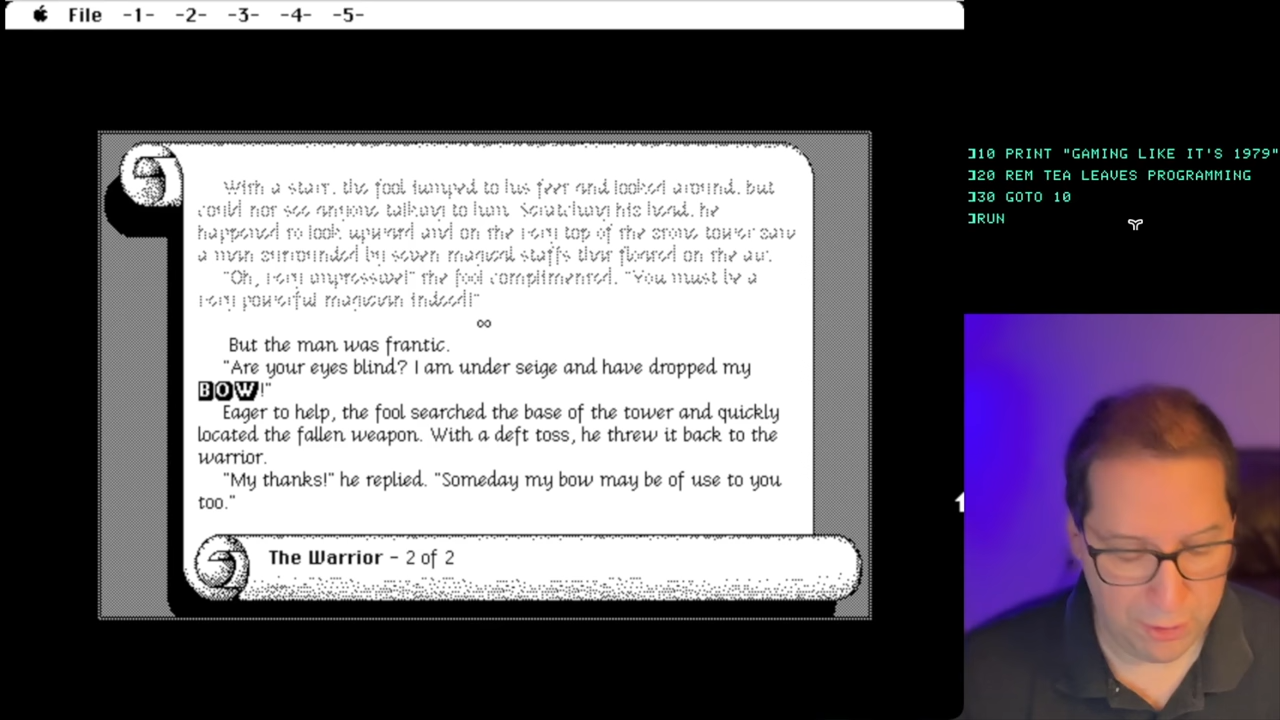 File -1- -2- -3- -4- -5-
With a start, the fool jumped to his feet and looked around, but
could not see anyone talking to him. Scratching his head, he
happened to look upward and on the very top of the stone tower saw
a man surrounded by seven magical staffs that floated on the air.
"Oh, very impressive!" the fool complimented. "You must be a
very powerful magician indeed!"
∞
But the man was frantic.
"Are your eyes blind? I am under seige and have dropped my
BOW!"
Eager to help, the fool searched the base of the tower and quickly
located the fallen weapon. With a deft toss, he threw it back to the
warrior.
"My thanks!" he replied. "Someday my bow may be of use to you
too."
The Warrior - 2 of 2
]10 PRINT "GAMING LIKE IT'S 1979"
]20 REM TEA LEAVES PROGRAMMING
]30 GOTO 10
]RUN